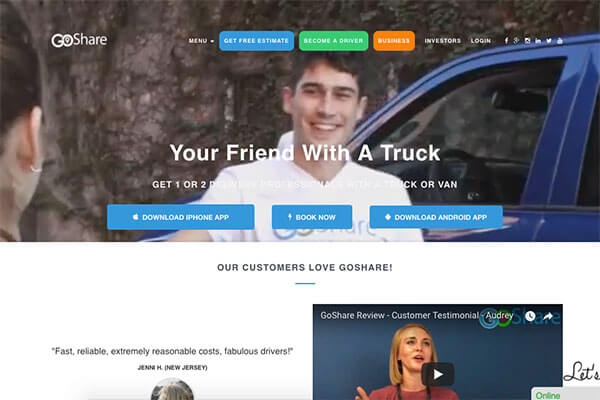 GoShare
MENU GET FREE ESTIMATE BECOME A DRIVER BUSINESS INVESTORS LOGIN
Your Friend With A Truck
GET 1 OR 2 DELIVERY PROFESSIONALS WITH A TRUCK OR VAN
DOWNLOAD IPHONE APP BOOK NOW DOWNLOAD ANDROID APP
GoShare
OUR CUSTOMERS LOVE GOSHARE!
GoShare Review - Customer Testimonial - Audrey
GoShare
"Fast, reliable, extremely reasonable costs, fabulous drivers!"
JENNI H. (NEW JERSEY)
Let's
Online